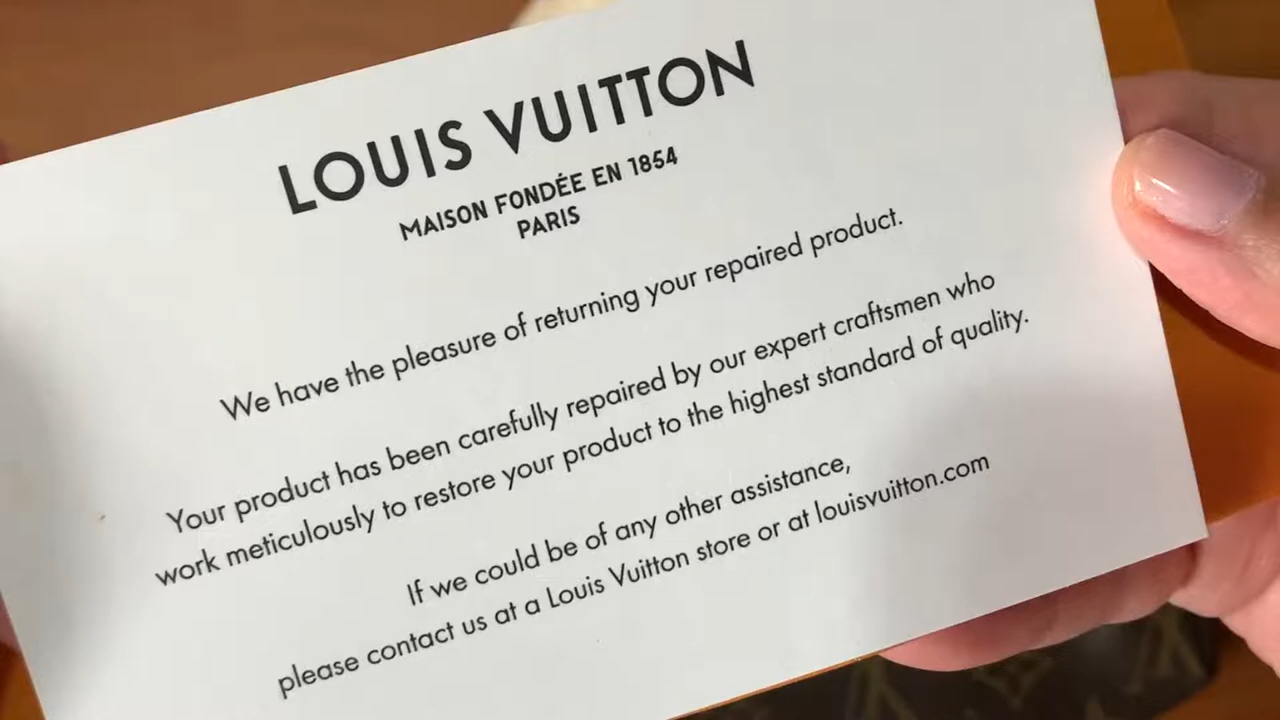 LOUIS VUITTON
MAISON FONDÉE EN 1854
PARIS
We have the pleasure of returning your repaired product.
Your product has been carefully repaired by our expert craftsmen who
work meticulously to restore your product to the highest standard of quality.
If we could be of any other assistance,
please contact us at a Louis Vuitton store or at louisvuitton.com